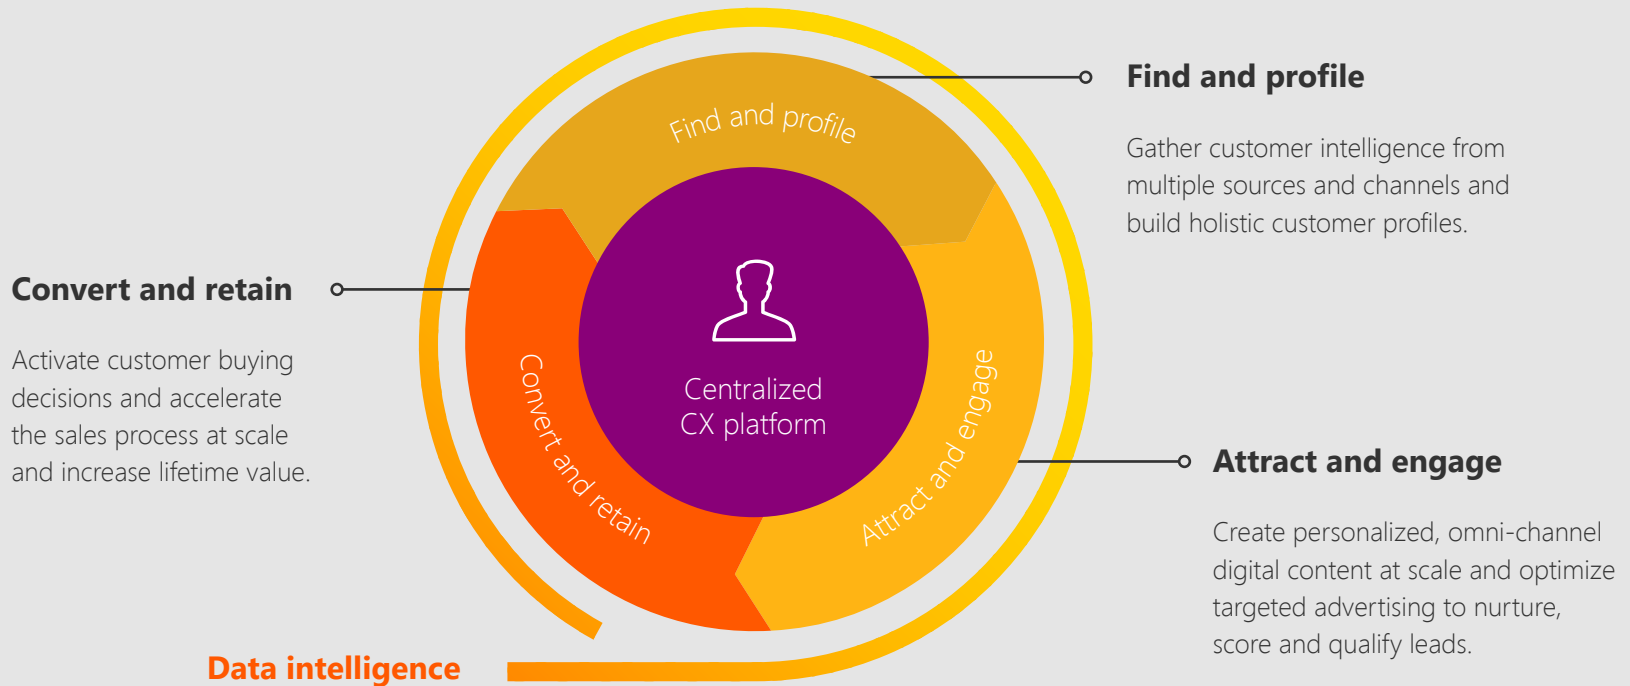 Find and profile
Gather customer intelligence from
multiple sources and channels and
build holistic customer profiles.
Find and profile
Convert and retain
Activate customer buying
decisions and accelerate
the sales process at scale
and increase lifetime value.
Centralized
CX platform
Convert and retain
Attract and engage
Attract and engage
Create personalized, omni-channel
digital content at scale and optimize
targeted advertising to nurture,
score and qualify leads.
Data intelligence